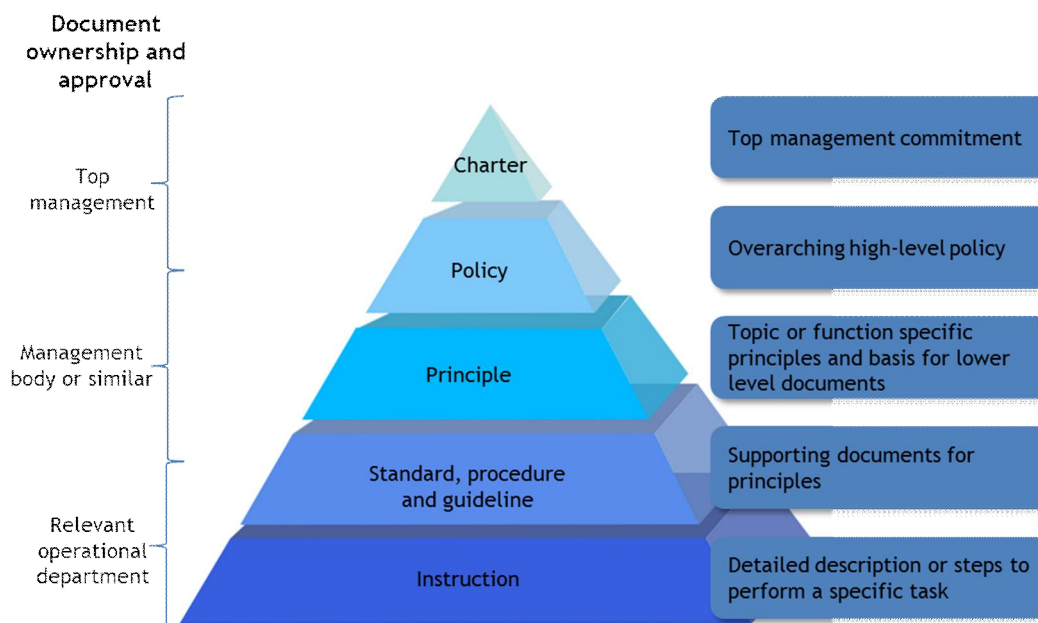 Document
ownership and
approval
Top
management
Management
body or similar
Relevant
operational
department
Charter
Policy
Principle
Standard, procedure
and guideline
Instruction
Top management commitment
Overarching high-level policy
Topic or function specific
principles and basis for lower
level documents
Supporting documents for
principles
Detailed description or steps to
perform a specific task